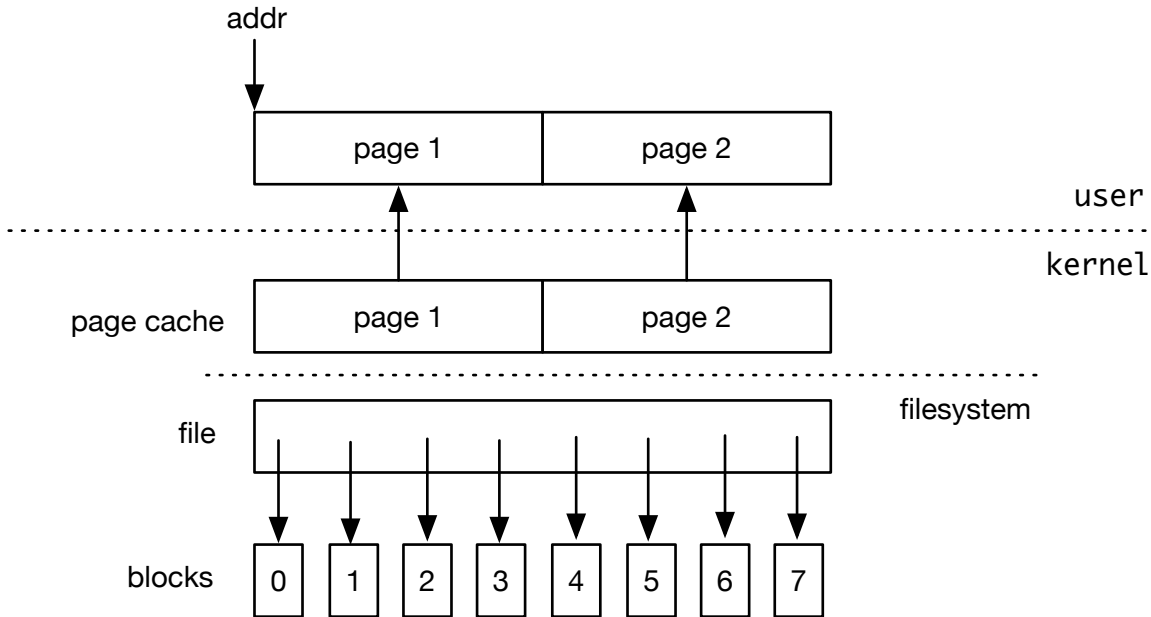 addr
page 1 page 2
user
kernel
page cache page 1 page 2
filesystem
file
blocks 0 1 2 3 4 5 6 7